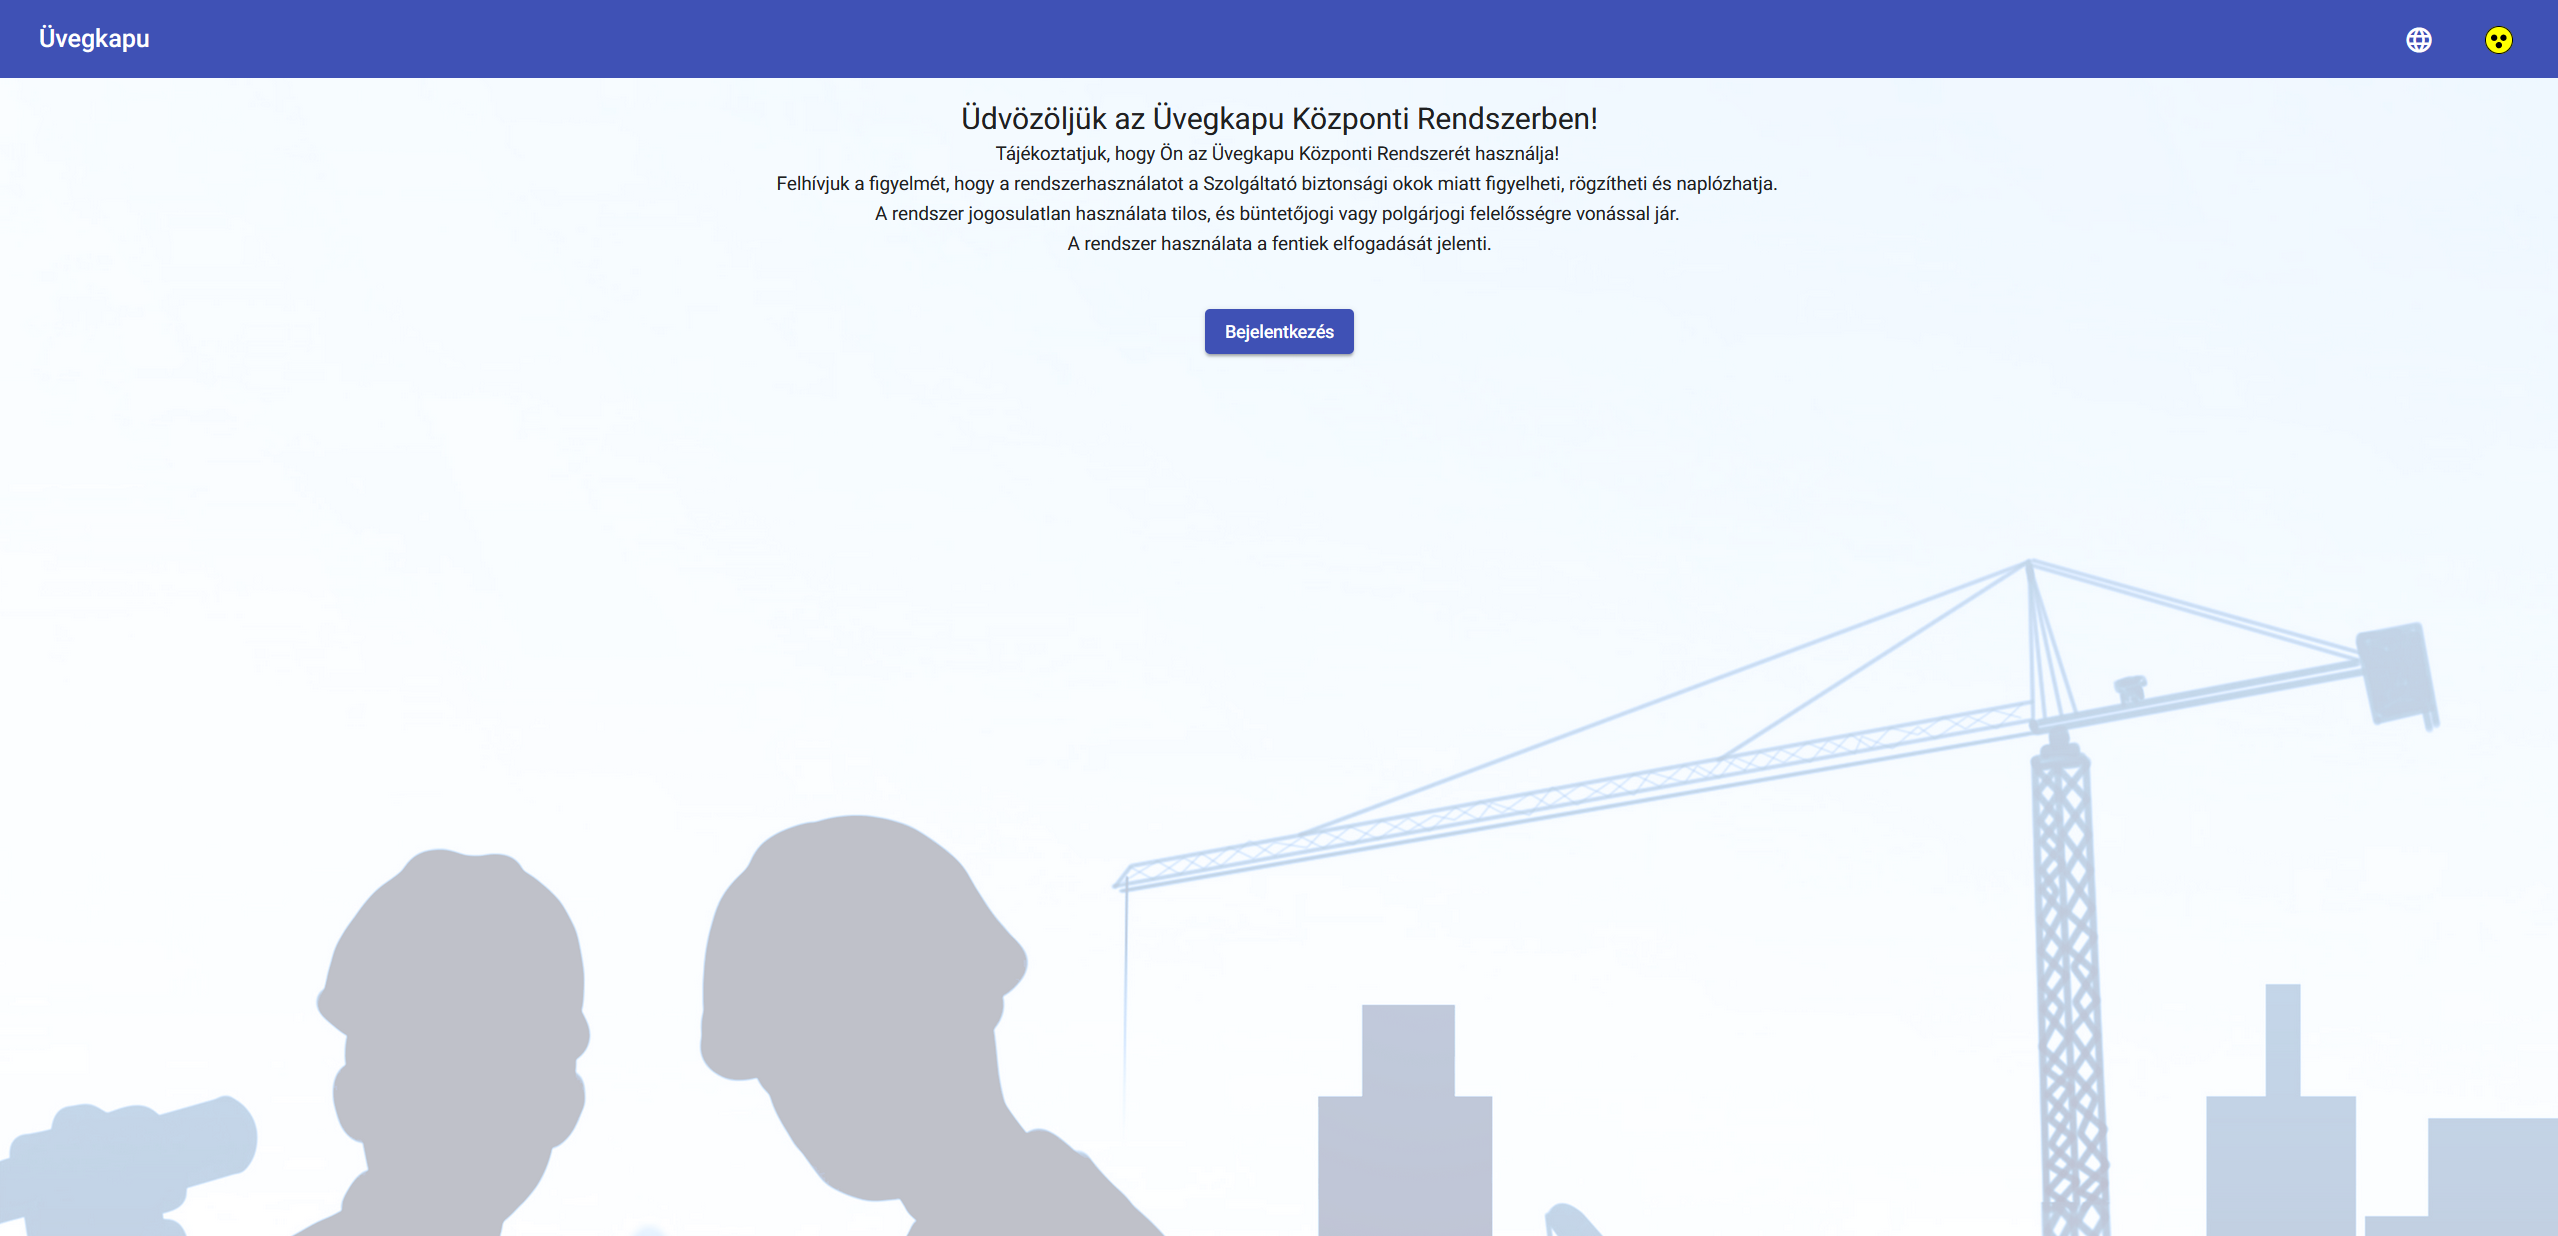 Üvegkapu
Üdvözöljük az Üvegkapu Központi Rendszerben!
Tájékoztatjuk, hogy Ön az Üvegkapu Központi Rendszerét használja!
Felhívjuk a figyelmét, hogy a rendszerhasználatot a Szolgáltató biztonsági okok miatt figyelheti, rögzítheti és naplózhatja.
A rendszer jogosulatlan használata tilos, és büntetőjogi vagy polgárjogi felelősségre vonással jár.
A rendszer használata a fentiek elfogadását jelenti.
Bejelentkezés